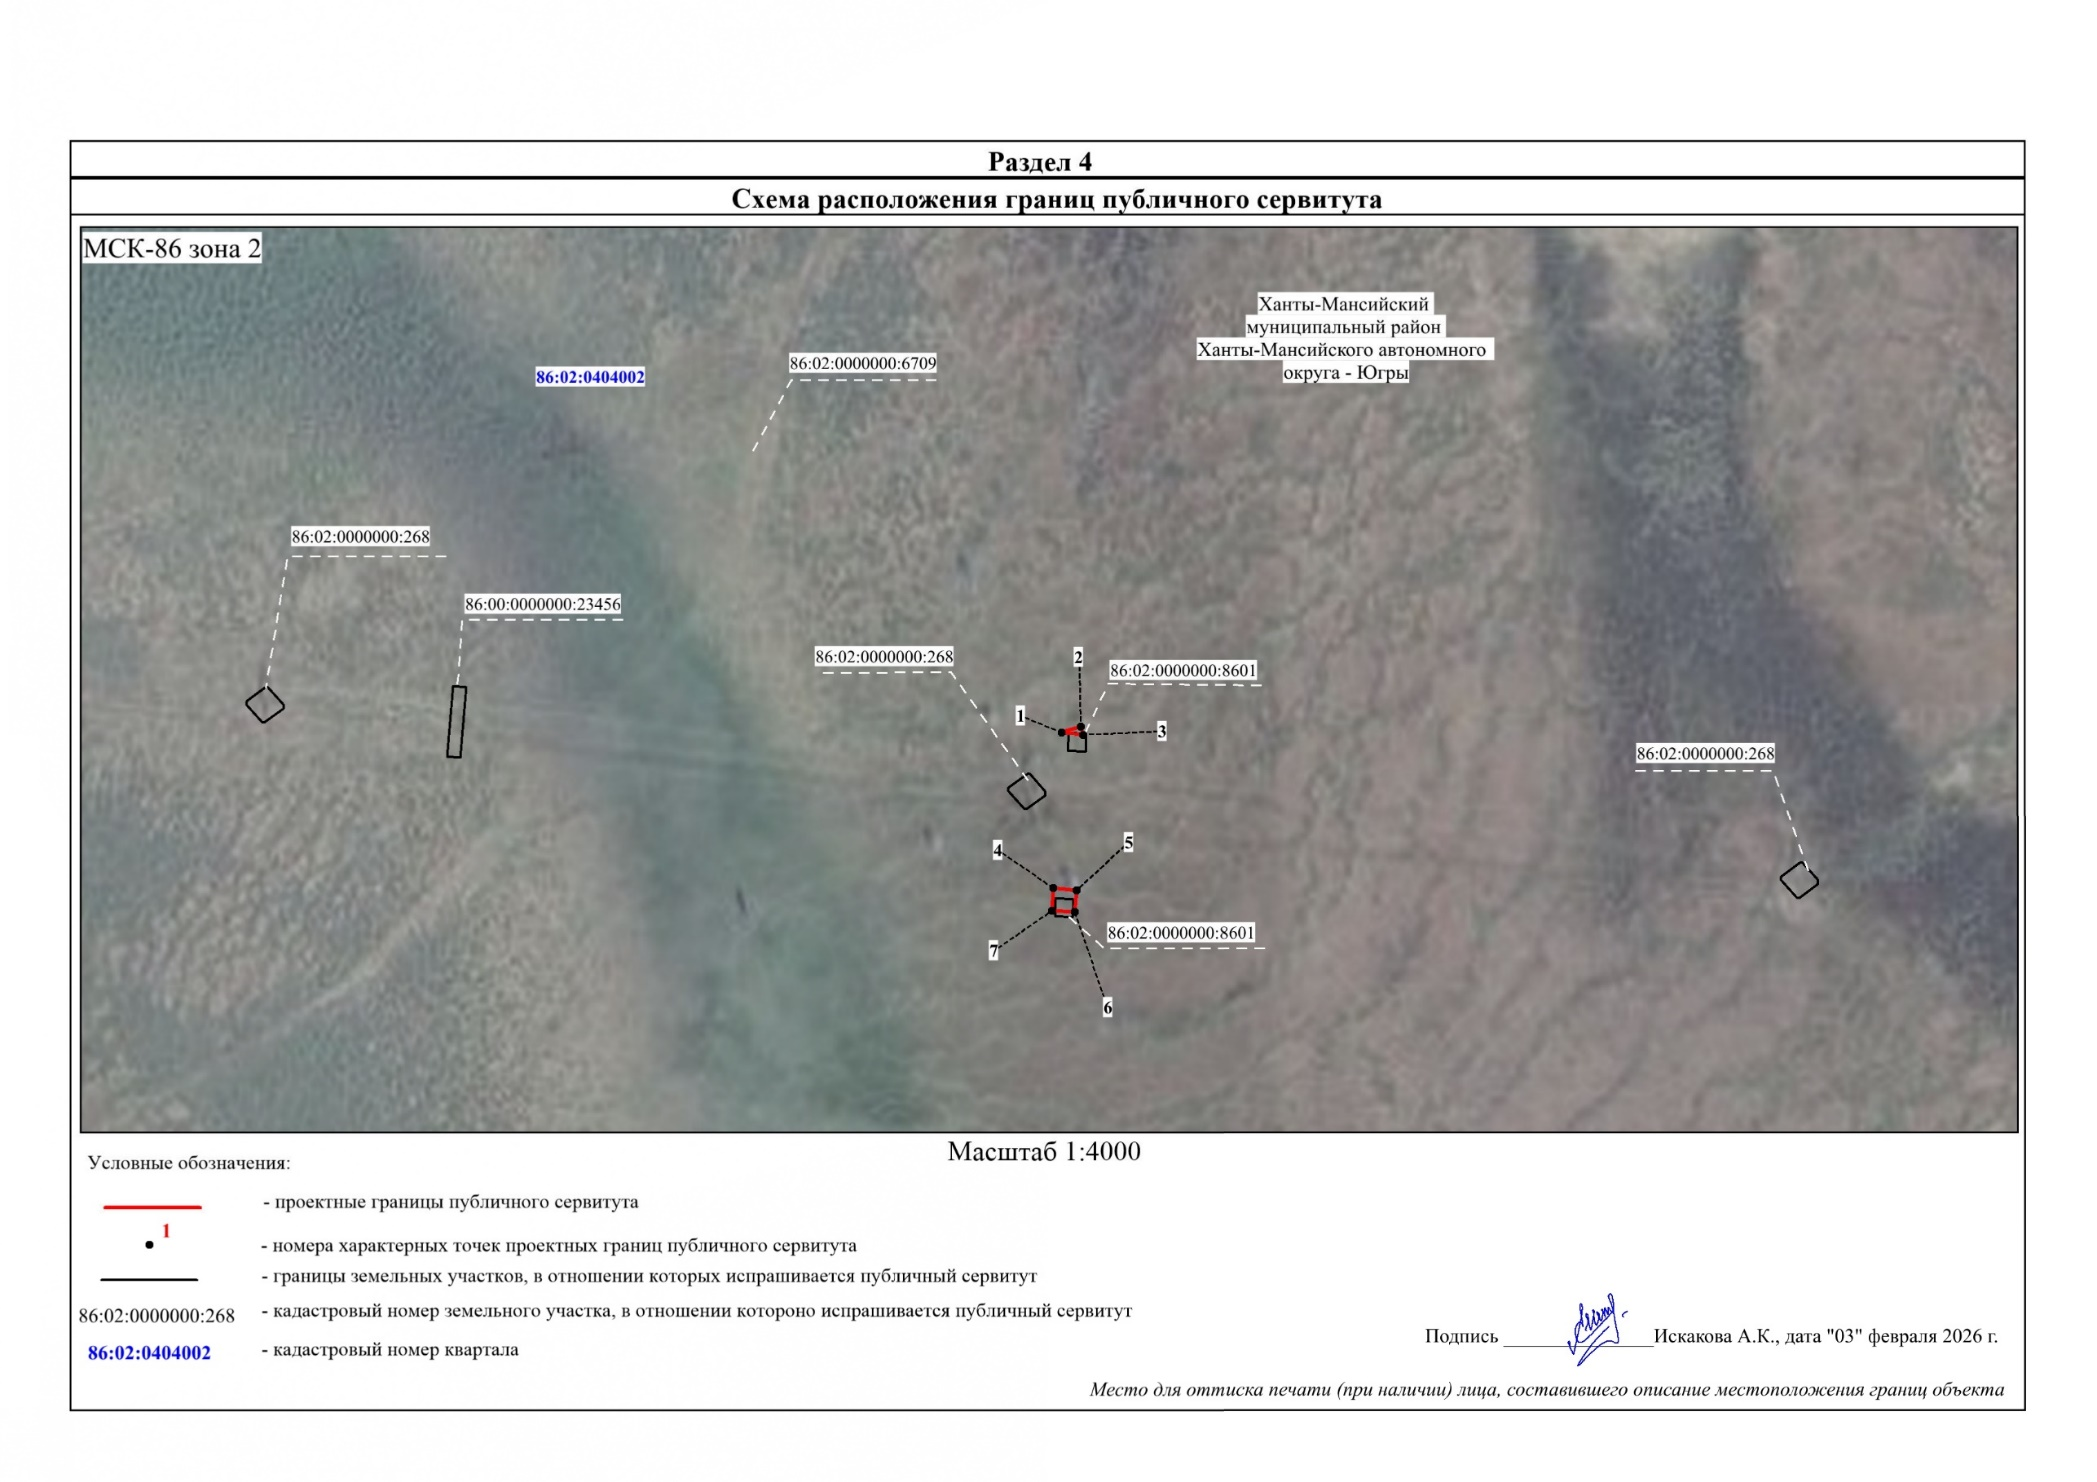 Раздел 4
Схема расположения границ публичного сервитута
МСК-86 зона 2
Ханты-Мансийский
муниципальный район
Ханты-Мансийского автономного
округа - Югры
86:02:0000000:6709
86:02:0404002
86:02:0000000:268
86:00:0000000:23456
86:02:0000000:268
2
86:02:0000000:8601
1
3
86:02:0000000:268
4
5
86:02:0000000:8601
7
6
Масштаб 1:4000
Условные обозначения:
- проектные границы публичного сервитута
1
- номера характерных точек проектных границ публичного сервитута
- границы земельных участков, в отношении которых испрашивается публичный сервитут
86:02:0000000:268 - кадастровый номер земельного участка, в отношении котороно испрашивается публичный сервитут
86:02:0404002 - кадастровый номер квартала
Подпись Искакова А.К., дата "03" февраля 2026 г.
Место для оттиска печати (при наличии) лица, составившего описание местоположения границ объекта